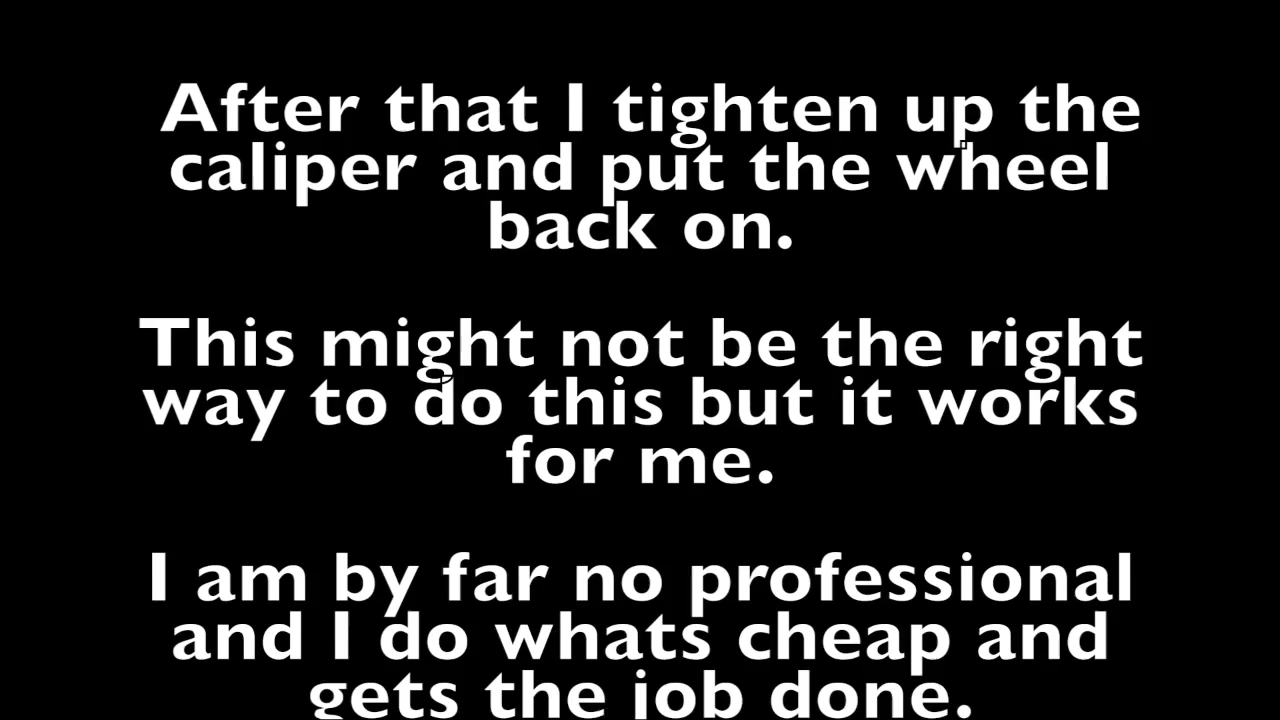 After that I tighten up the
caliper and put the wheel
back on.
This might not be the right
way to do this but it works
for me.
I am by far no professional
and I do whats cheap and
gets the job done.